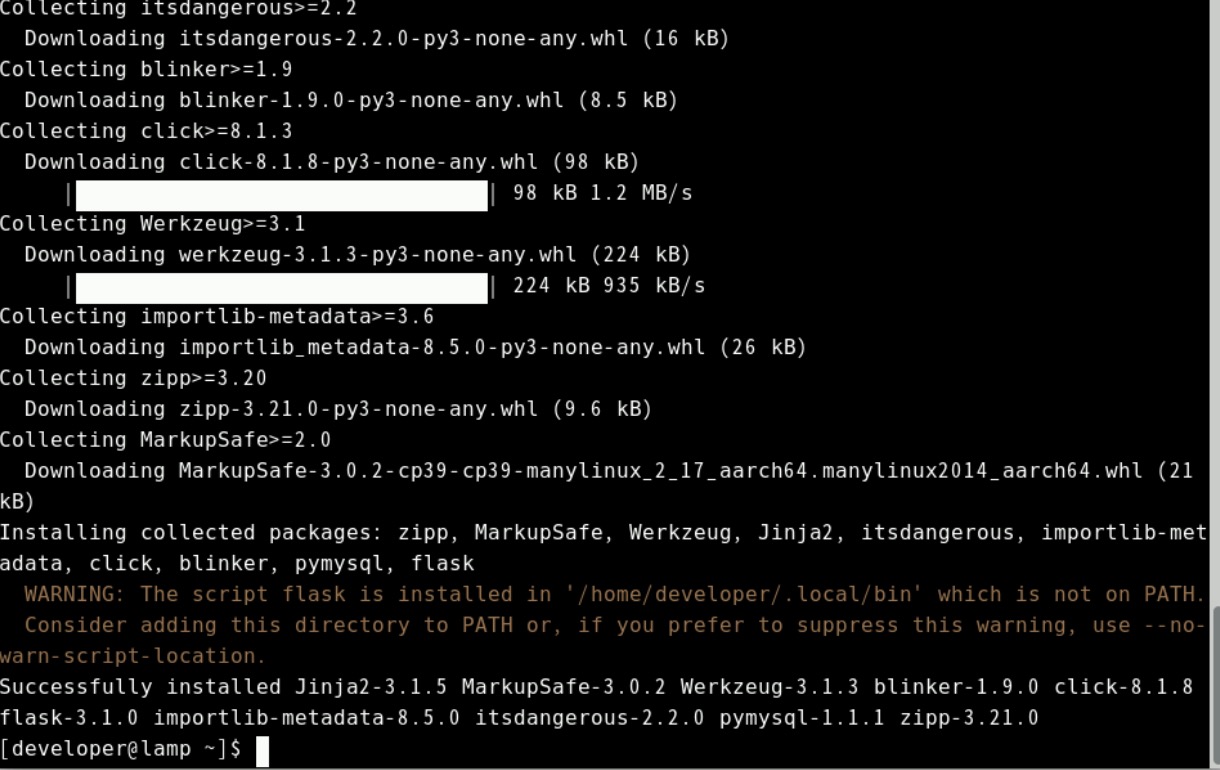 Collecting itsdangerous>=2.2
  Downloading itsdangerous-2.2.0-py3-none-any.whl (16 kB)
Collecting blinker>=1.9
  Downloading blinker-1.9.0-py3-none-any.whl (8.5 kB)
Collecting click>=8.1.3
  Downloading click-8.1.8-py3-none-any.whl (98 kB)
     | | 98 kB 1.2 MB/s
Collecting Werkzeug>=3.1
  Downloading werkzeug-3.1.3-py3-none-any.whl (224 kB)
     | | 224 kB 935 kB/s
Collecting importlib-metadata>=3.6
  Downloading importlib_metadata-8.5.0-py3-none-any.whl (26 kB)
Collecting zipp>=3.20
  Downloading zipp-3.21.0-py3-none-any.whl (9.6 kB)
Collecting MarkupSafe>=2.0
  Downloading MarkupSafe-3.0.2-cp39-cp39-manylinux_2_17_aarch64.manylinux2014_aarch64.whl (21
kB)
Installing collected packages: zipp, MarkupSafe, Werkzeug, Jinja2, itsdangerous, importlib-met
adata, click, blinker, pymysql, flask
  WARNING: The script flask is installed in '/home/developer/.local/bin' which is not on PATH.
  Consider adding this directory to PATH or, if you prefer to suppress this warning, use --no-
warn-script-location.
Successfully installed Jinja2-3.1.5 MarkupSafe-3.0.2 Werkzeug-3.1.3 blinker-1.9.0 click-8.1.8
flask-3.1.0 importlib-metadata-8.5.0 itsdangerous-2.2.0 pymysql-1.1.1 zipp-3.21.0
[developer@lamp ~]$